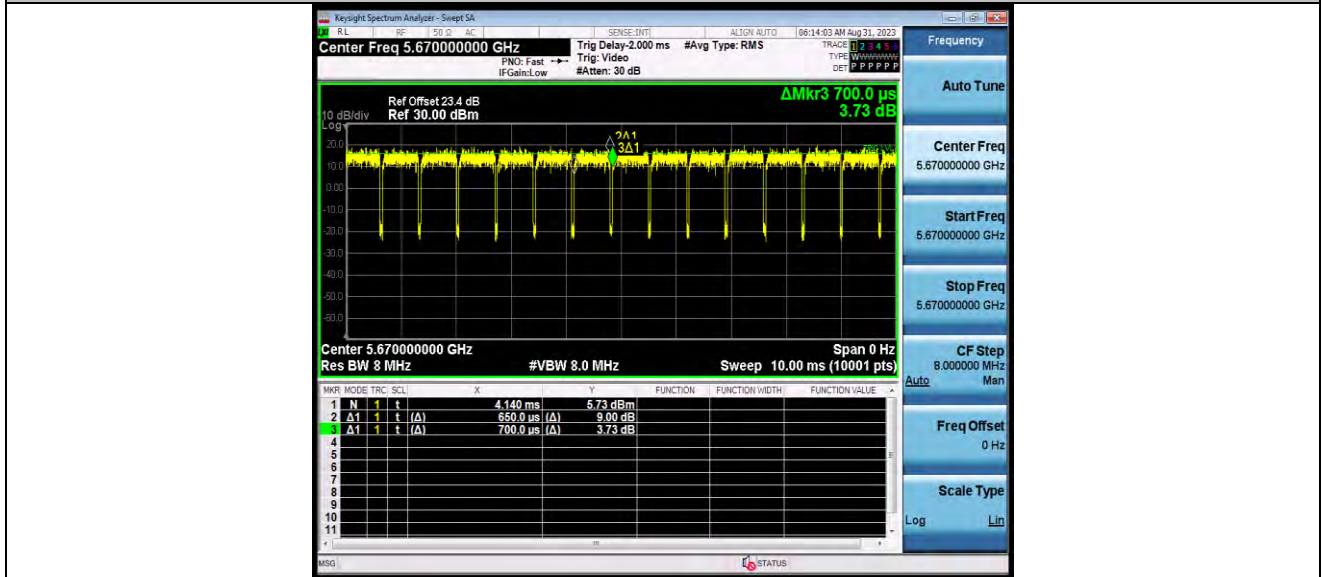 Keysight Spectrum Analyzer - Swept SA
RL RF 50 Ω AC SENSE:INT ALIGN AUTO 06:14:03 AM Aug 31, 2023
Center Freq 5.670000000 GHz
PNO: Fast
IFGain:Low
Trig Delay-2.000 ms
Trig: Video
#Atten: 30 dB
#Avg Type: RMS
TRACE 1 2 3 4 5 6
TYPE WWWWWW
DET P P P P P P
ΔMkr3 700.0 µs
3.73 dB
Ref Offset 23.4 dB
10 dB/div Ref 30.00 dBm
Log
20.0
10.0
0.00
-10.0
-20.0
-30.0
-40.0
-50.0
-60.0
2Δ1
3Δ1
Center 5.670000000 GHz Span 0 Hz
Res BW 8 MHz #VBW 8.0 MHz Sweep 10.00 ms (10001 pts)
MKR MODE TRC SCL X Y FUNCTION FUNCTION WIDTH FUNCTION VALUE
1 N 1 t 4.140 ms 5.73 dBm
2 Δ1 1 t (Δ) 650.0 µs (Δ) 9.00 dB
3 Δ1 1 t (Δ) 700.0 µs (Δ) 3.73 dB
4
5
6
7
8
9
10
11
MSG STATUS
Frequency
Auto Tune
Center Freq
5.670000000 GHz
Start Freq
5.670000000 GHz
Stop Freq
5.670000000 GHz
CF Step
8.000000 MHz
Auto Man
Freq Offset
0 Hz
Scale Type
Log Lin